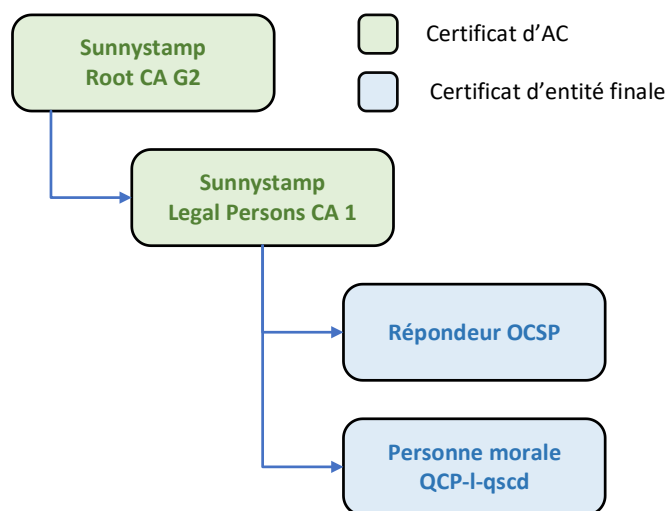 Sunnystamp
Root CA G2
Certificat d’AC
Certificat d’entité finale
Sunnystamp
Legal Persons CA 1
Répondeur OCSP
Personne morale
QCP-l-qscd